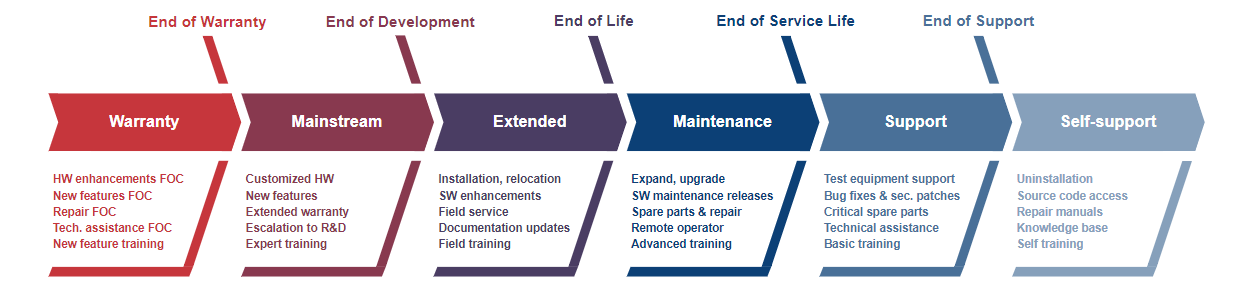 End of Warranty
End of Development
End of Life
End of Service Life
End of Support
Warranty
Mainstream
Extended
Maintenance
Support
Self-support
HW enhancements FOC
New features FOC
Repair FOC
Tech. assistance FOC
New feature training
Customized HW
New features
Extended warranty
Escalation to R&D
Expert training
Installation, relocation
SW enhancements
Field service
Documentation updates
Field training
Expand, upgrade
SW maintenance releases
Spare parts & repair
Remote operator
Advanced training
Test equipment support
Bug fixes & sec. patches
Critical spare parts
Technical assistance
Basic training
Uninstallation
Source code access
Repair manuals
Knowledge base
Self training